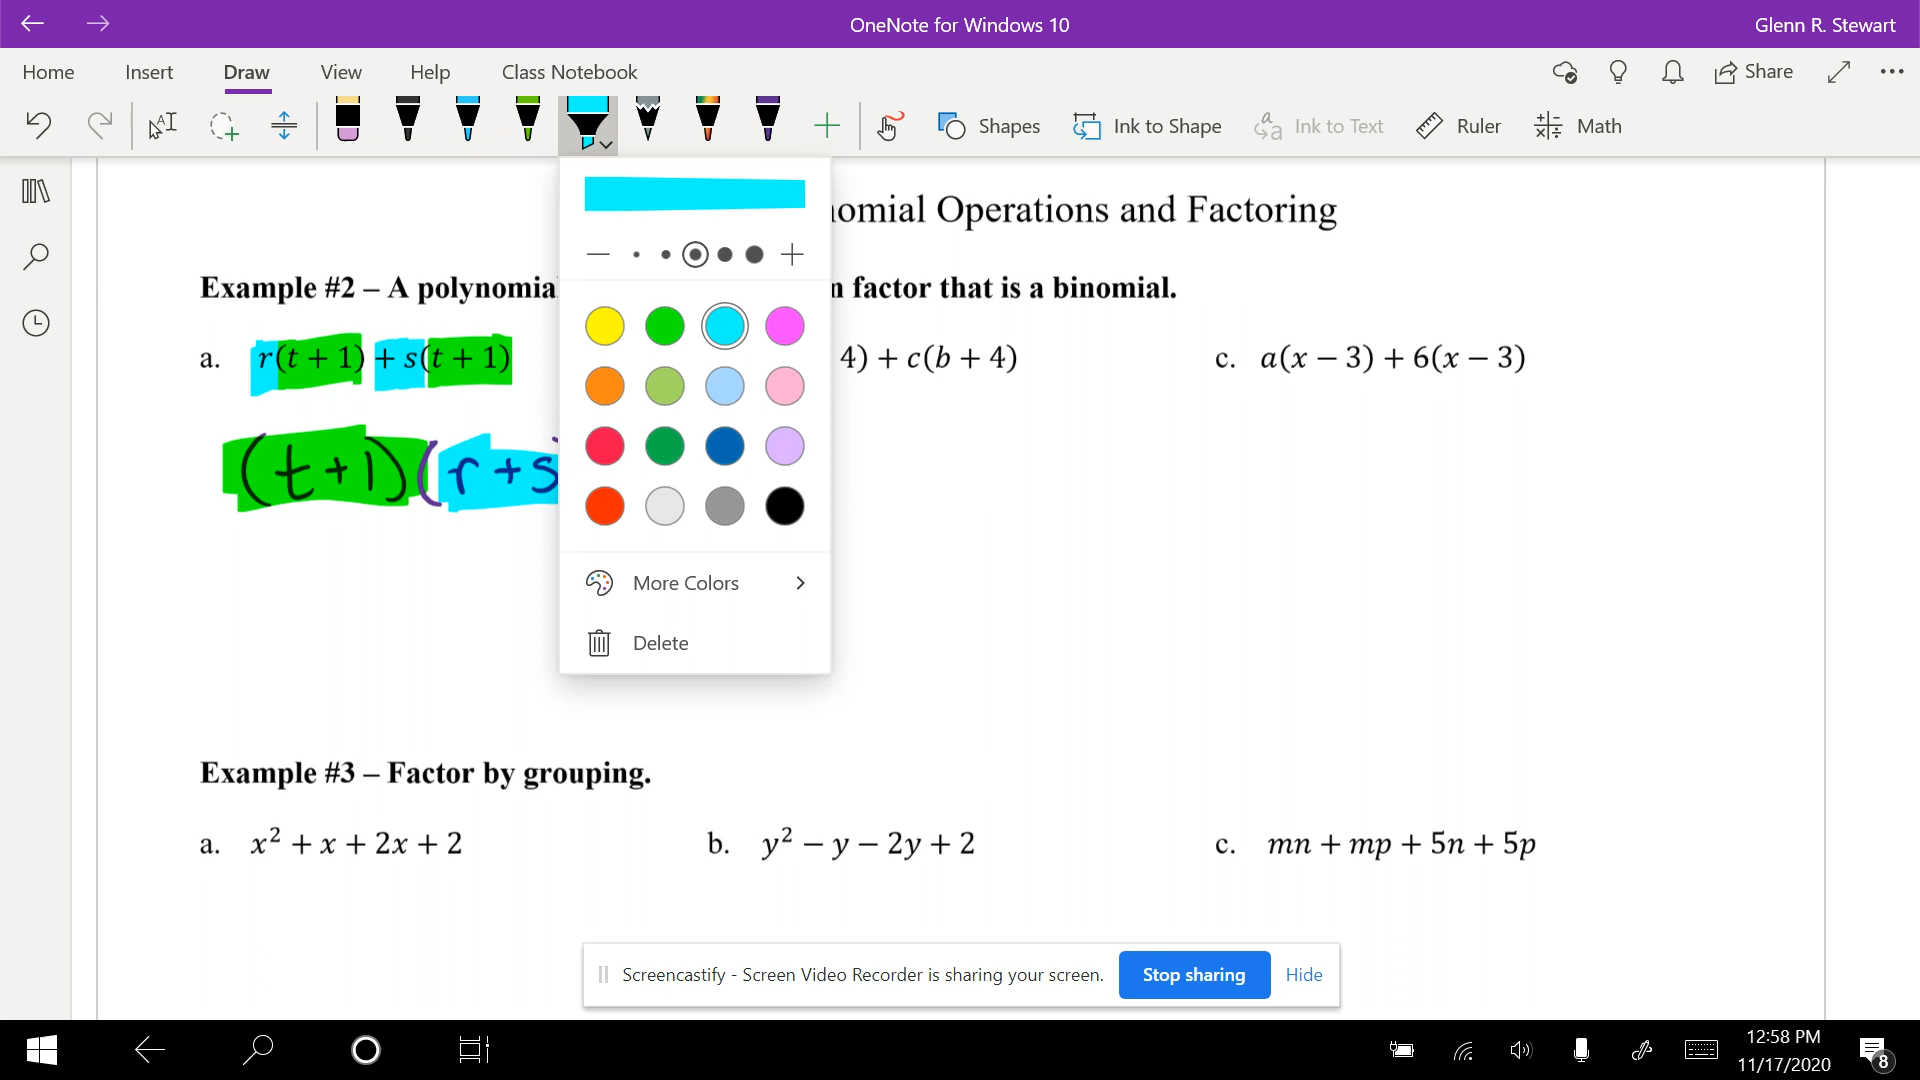 OneNote for Windows 10
Glenn R. Stewart
Home Insert Draw View Help Class Notebook
Share
Shapes Ink to Shape Ink to Text Ruler Math
omial Operations and Factoring
Example #2 – A polynomia n factor that is a binomial.
a. r(t + 1) + s(t + 1) 4) + c(b + 4) c. a(x − 3) + 6(x − 3)
(t+1)(r+s
More Colors
Delete
Example #3 – Factor by grouping.
a. x² + x + 2x + 2 b. y² − y − 2y + 2 c. mn + mp + 5n + 5p
Screencastify - Screen Video Recorder is sharing your screen. Stop sharing Hide
12:58 PM
11/17/2020
8